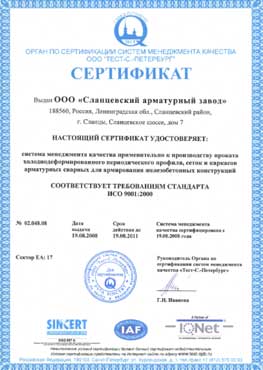 ОРГАН ПО СЕРТИФИКАЦИИ СИСТЕМ МЕНЕДЖМЕНТА КАЧЕСТВА
ООО "ТЕСТ-С.-ПЕТЕРБУРГ"
СЕРТИФИКАТ
Выдан ООО «Сланцевский арматурный завод»
188560, Россия, Ленинградская обл., Сланцевский район,
г. Сланцы, Сланцевское шоссе, дом 7
НАСТОЯЩИЙ СЕРТИФИКАТ УДОСТОВЕРЯЕТ:
система менеджмента качества применительно к производству проката
холоднодеформированного периодического профиля, сеток и каркасов
арматурных сварных для армирования железобетонных конструкций
СООТВЕТСТВУЕТ ТРЕБОВАНИЯМ СТАНДАРТА
ИСО 9001:2000
№ 02.048.08
Дата
выдачи
19.08.2008
Срок
действия до
19.08.2011
Система менеджмента
качества сертифицирована с
19.08.2008 года
Сектор EA: 17
Руководитель Органа по
сертификации систем менеджмента
качества «Тест-С.-Петербург»
Г.И. Иванова
SINCERT
IAF
IQNet